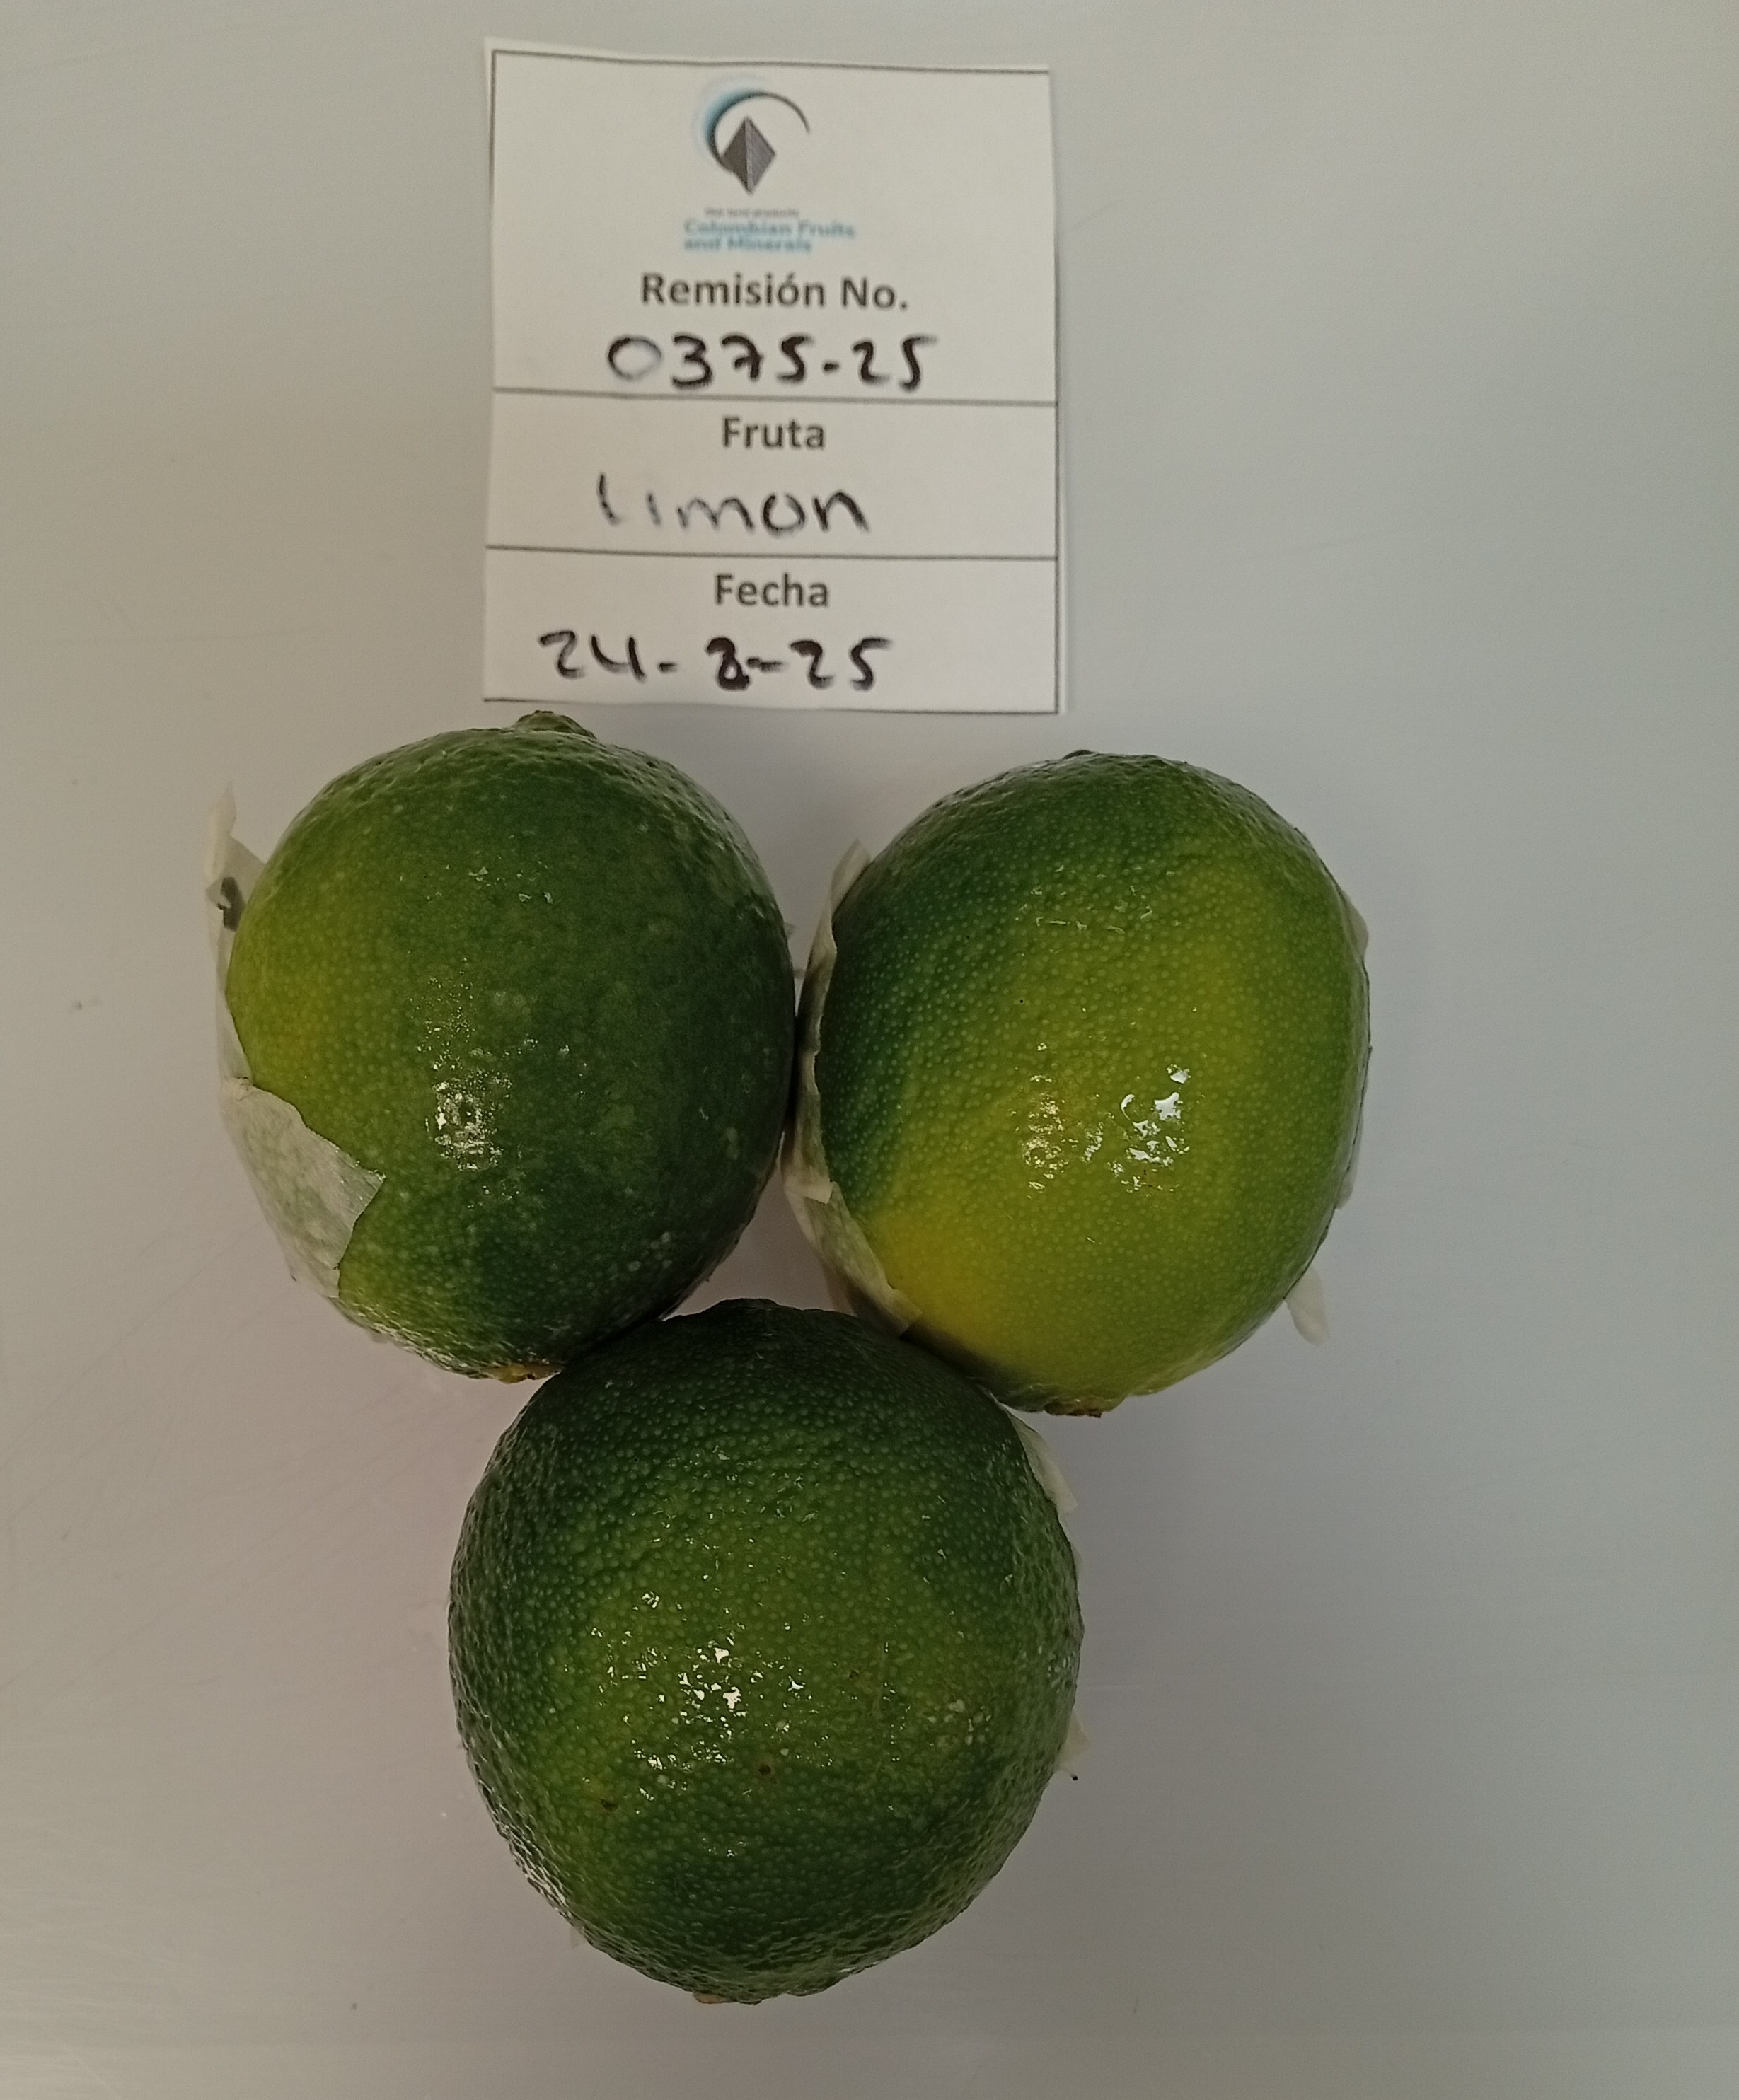 Colombian Fruits
and Minerals
Remisión No.
0375-25
Fruta
limon
Fecha
24-8-25